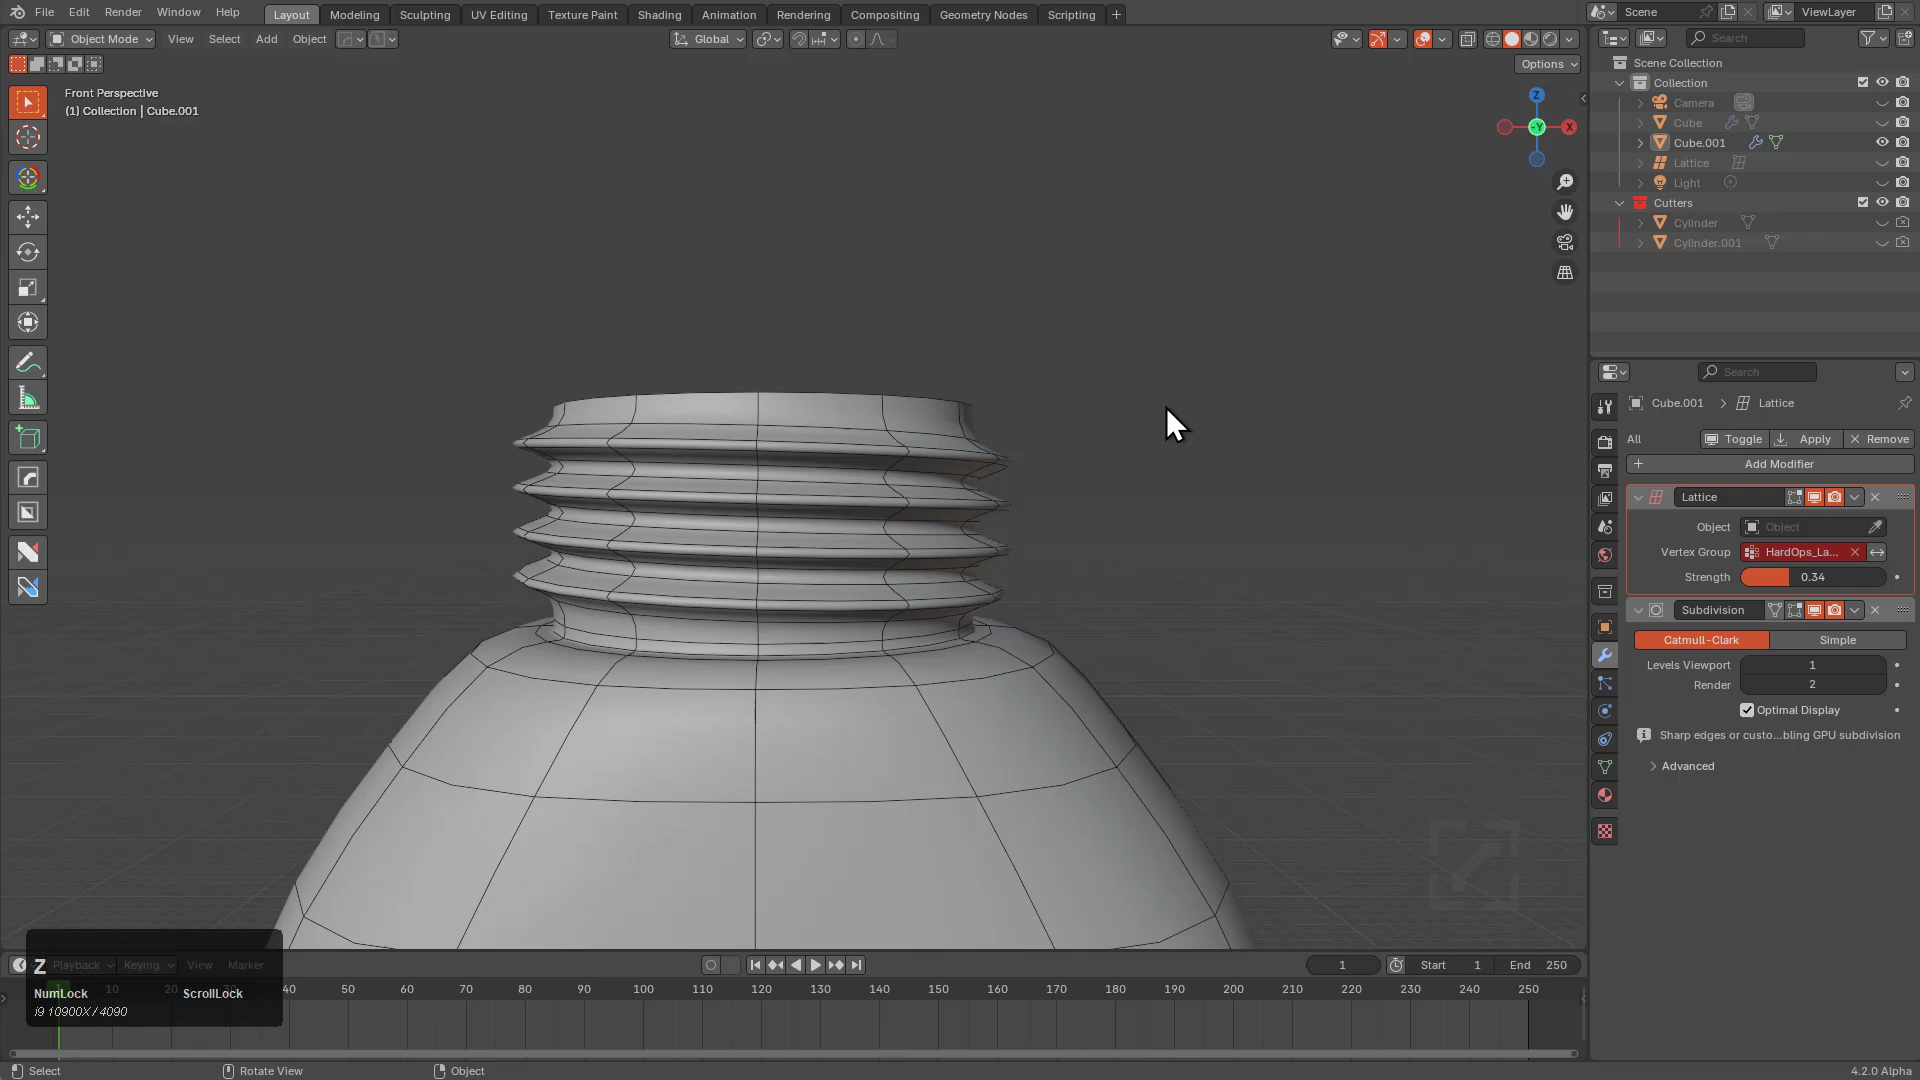 File Edit Render Window Help Layout Modeling Sculpting UV Editing Texture Paint Shading Animation Rendering Compositing Geometry Nodes Scripting + Scene ViewLayer
Object Mode View Select Add Object Global Search
Options
Front Perspective
(1) Collection | Cube.001
Z
-Y
X
Scene Collection
Collection
Camera
Cube
Cube.001
Lattice
Light
Cutters
Cylinder
Cylinder.001
Search
Cube.001 Lattice
All Toggle Apply Remove
Add Modifier
Lattice
Object Object
Vertex Group HardOps_La...
Strength 0.34
Subdivision
Catmull-Clark Simple
Levels Viewport 1
Render 2
Optimal Display
Sharp edges or custo...bling GPU subdivision
Advanced
Z Playback Keying View Marker 1 Start 1 End 250
1 10 20 30 40 50 60 70 80 90 100 110 120 130 140 150 160 170 180 190 200 210 220 230 240 250
NumLock ScrollLock
i9 10900X / 4090
Select Rotate View Object 4.2.0 Alpha